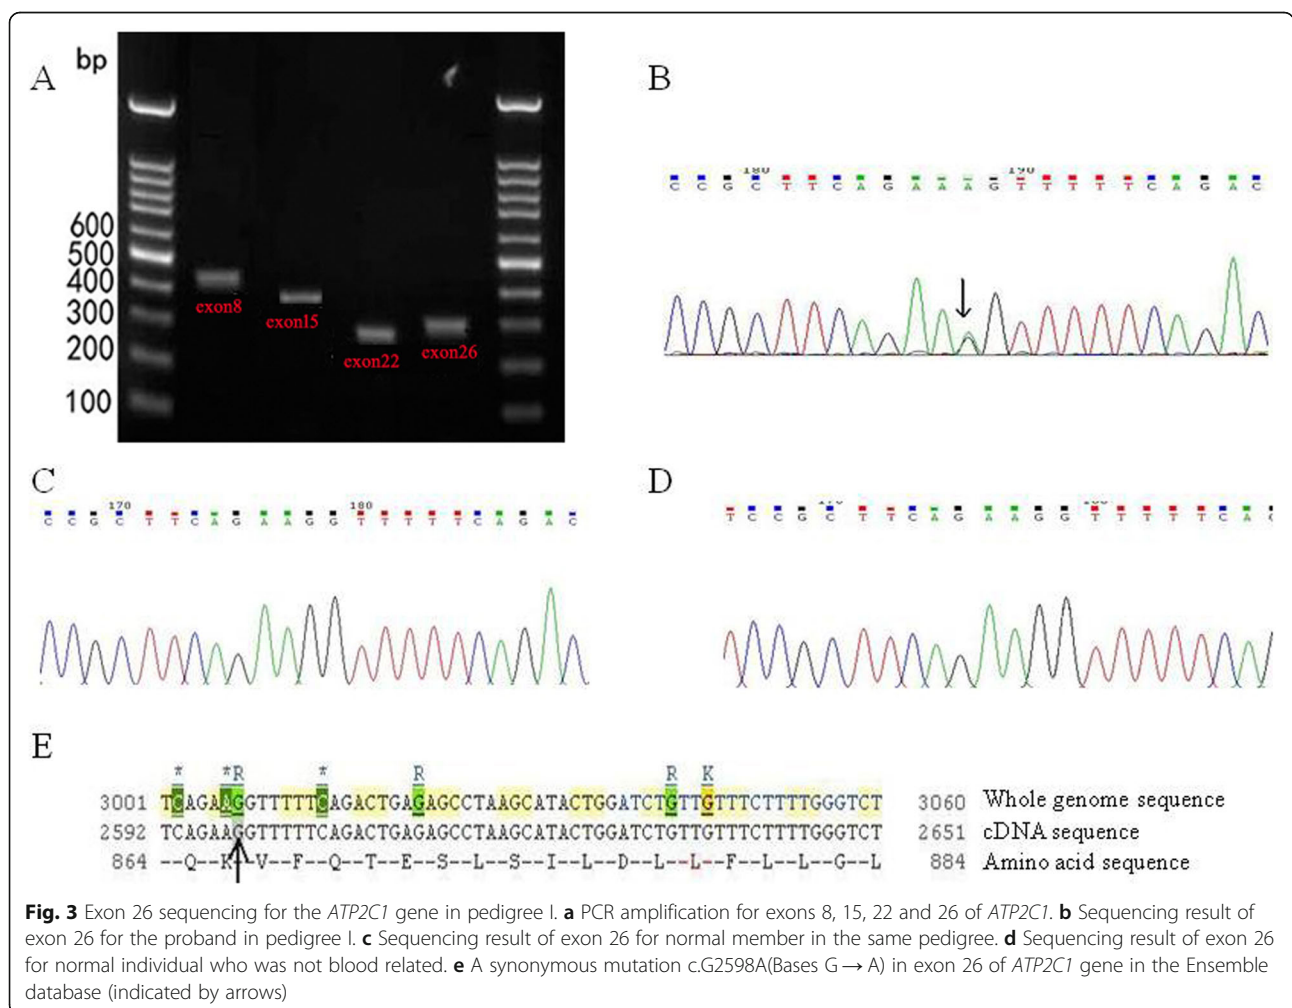 A
bp
600
500
400
300
200
100
exon8
exon15
exon22
exon26
B
180 190
C C G C T T C A G A A A G T T T T T C A G A C
C
170 180
C C G C T T C A G A A G G T T T T T C A G A C
D
170 180
T C C G C T T C A G A A G G T T T T T C A G
E
* * R * R R K
3001 TCAGAAGGTTTTTCAGACTGAGAGCCTAAGCATACTGGATCTGTTGTTTCTTTTGGGTCT 3060 Whole genome sequence
2592 TCAGAAGGTTTTTCAGACTGAGAGCCTAAGCATACTGGATCTGTTGTTTCTTTTGGGTCT 2651 cDNA sequence
864 --Q--K--V--F--Q--T--E--S--L--S--I--L--D--L--L--F--L--L--G--L 884 Amino acid sequence
Fig. 3 Exon 26 sequencing for the ATP2C1 gene in pedigree I. a PCR amplification for exons 8, 15, 22 and 26 of ATP2C1. b Sequencing result of
exon 26 for the proband in pedigree I. c Sequencing result of exon 26 for normal member in the same pedigree. d Sequencing result of exon 26
for normal individual who was not blood related. e A synonymous mutation c.G2598A(Bases G → A) in exon 26 of ATP2C1 gene in the Ensemble
database (indicated by arrows)